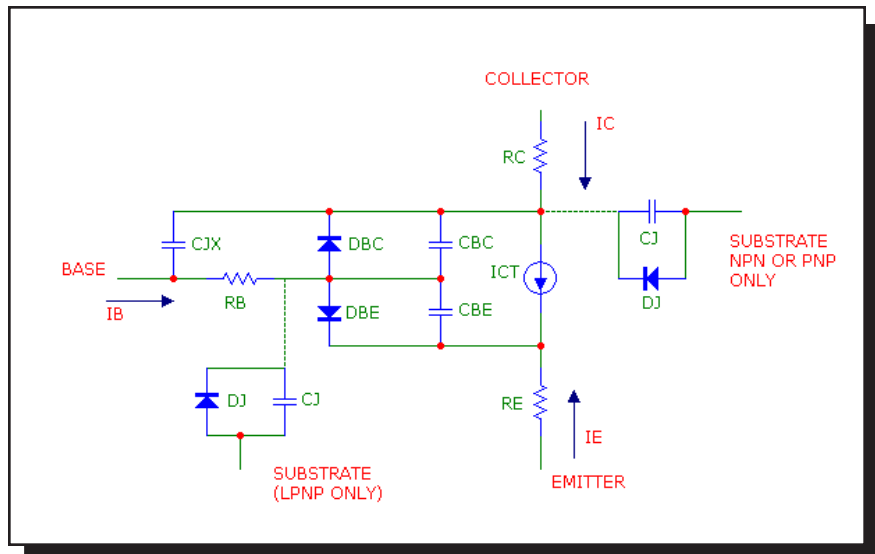 COLLECTOR
IC
RC
CJX
DBC
CBC
CJ
SUBSTRATE
NPN OR PNP
ONLY
BASE
ICT
IB
RB
DBE
CBE
DJ
DJ
CJ
RE
IE
SUBSTRATE
(LPNP ONLY)
EMITTER